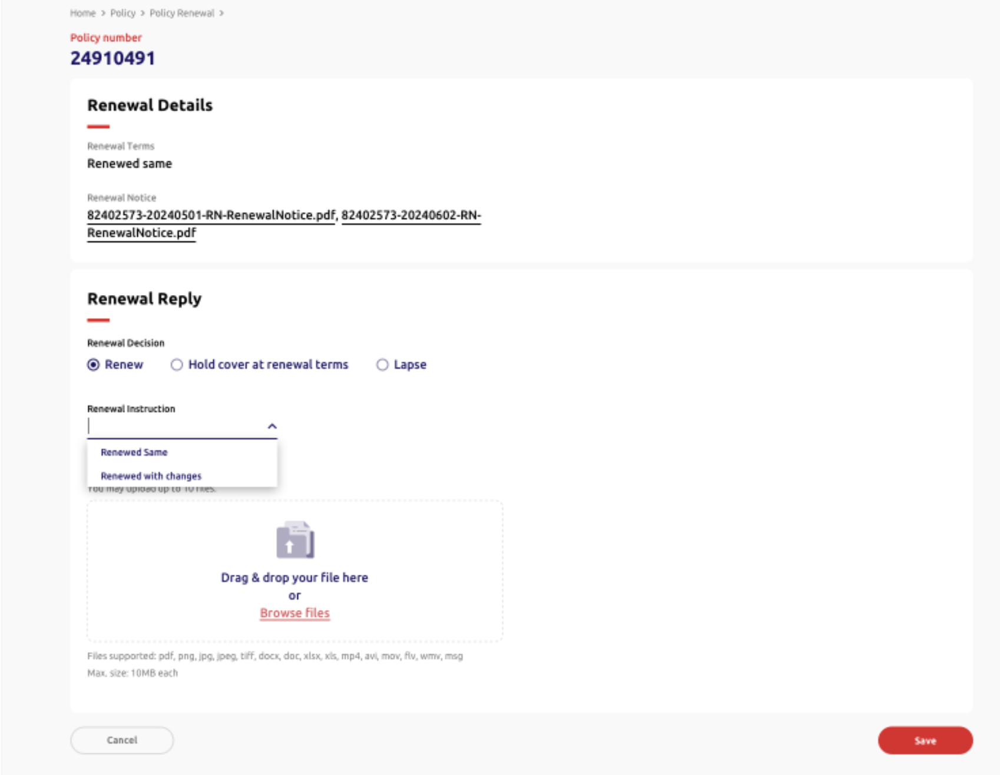 Home > Policy > Policy Renewal >
Policy number
24910491
Renewal Details
Renewal Terms
Renewed same
Renewal Notice
82402573-20240501-RN-RenewalNotice.pdf, 82402573-20240602-RN-
RenewalNotice.pdf
Renewal Reply
Renewal Decision
Renew Hold cover at renewal terms Lapse
Renewal Instruction
Renewed Same
Renewed with changes
You may upload up to 10 files.
Drag & drop your file here
or
Browse files
Files supported: pdf, png, jpg, jpeg, tiff, docx, doc, xlsx, xls, mp4, avi, mov, flv, wmv, msg
Max. size: 10MB each
Cancel Save